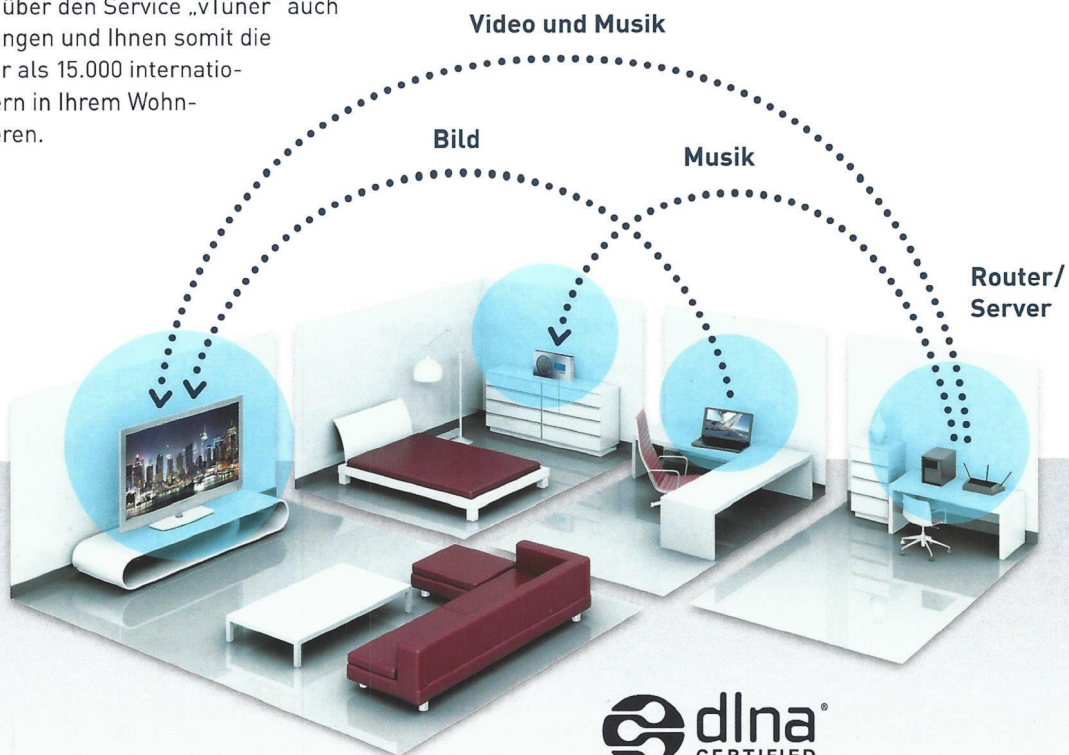 über den Service „vTuner“ auch
ngen und Ihnen somit die
r als 15.000 internatio-
ern in Ihrem Wohn-
eren.
Video und Musik
Bild
Musik
Router/
Server
dlna®
CERTIFIED